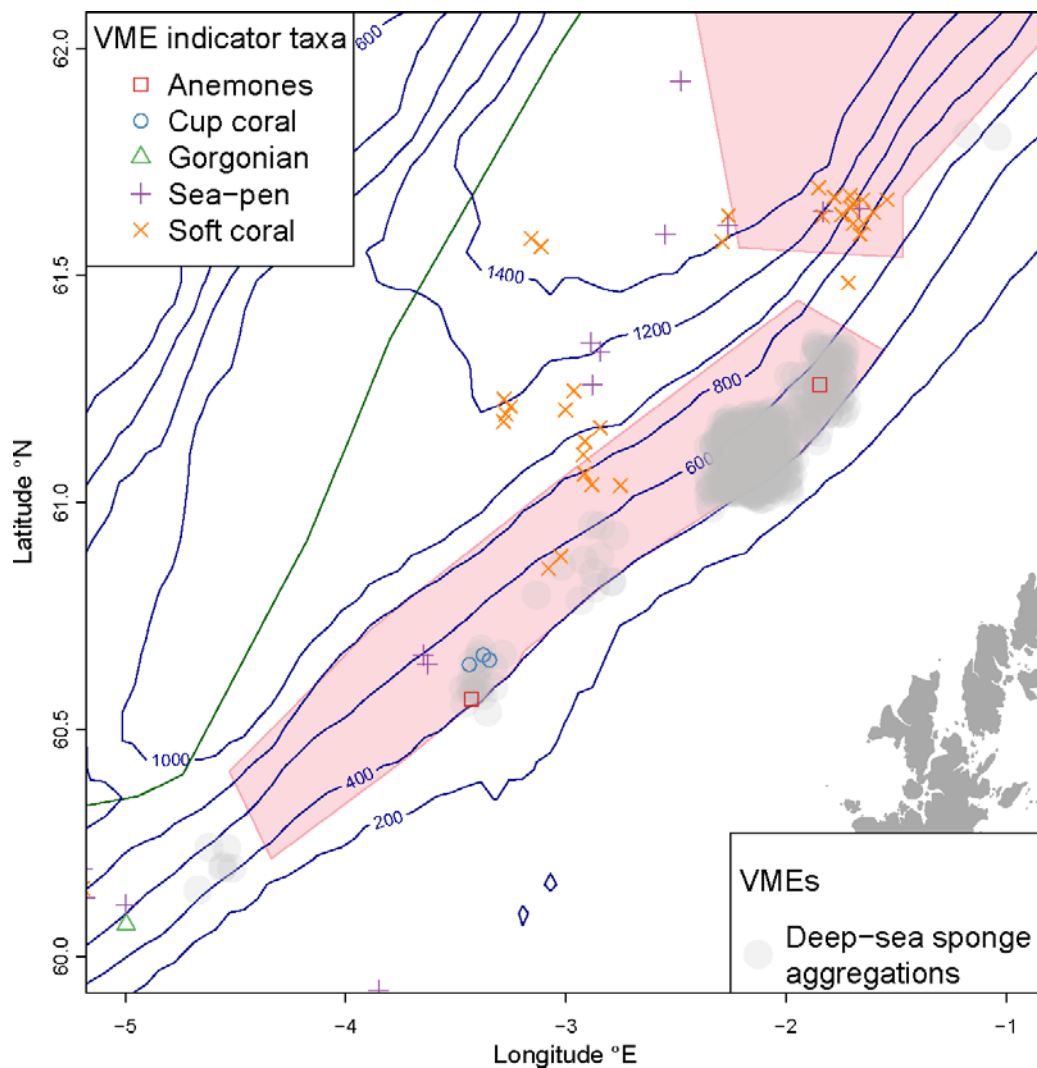 VME indicator taxa
Anemones
Cup coral
Gorgonian
Sea−pen
Soft coral
600
1400
1200
800
600
1000
400
200
VMEs
Deep−sea sponge
aggregations
62.0
61.5
61.0
60.5
60.0
Latitude °N
−5
−4
−3
−2
−1
Longitude °E